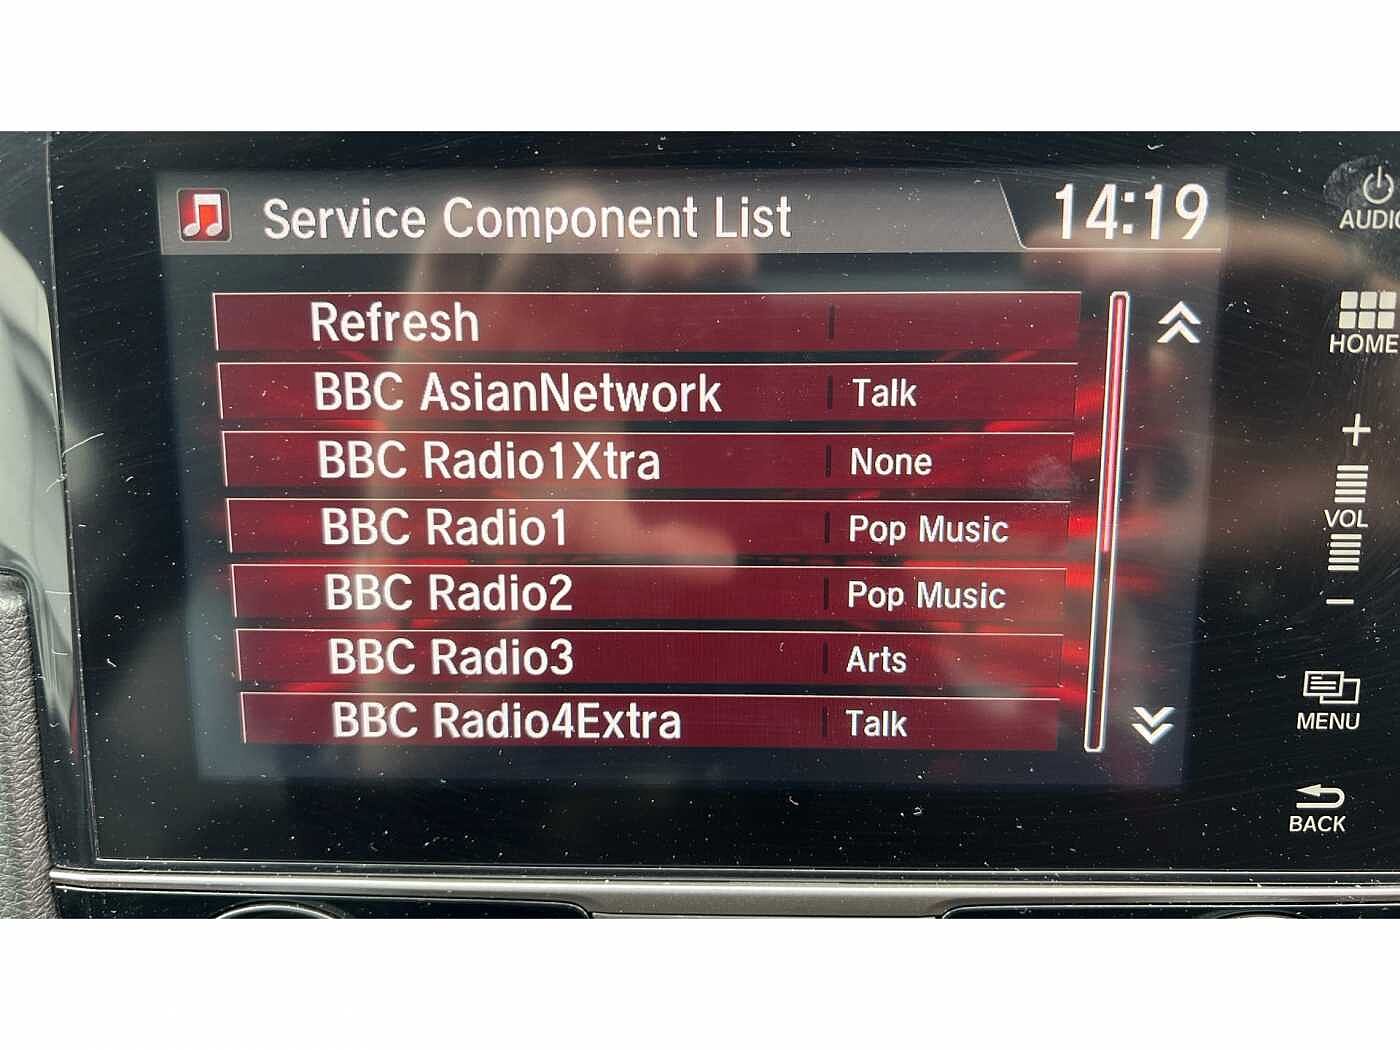 Service Component List 14:19
Refresh
BBC AsianNetwork Talk
BBC Radio1Xtra None
BBC Radio1 Pop Music
BBC Radio2 Pop Music
BBC Radio3 Arts
BBC Radio4Extra Talk
AUDIO
HOME
+
VOL
−
MENU
BACK